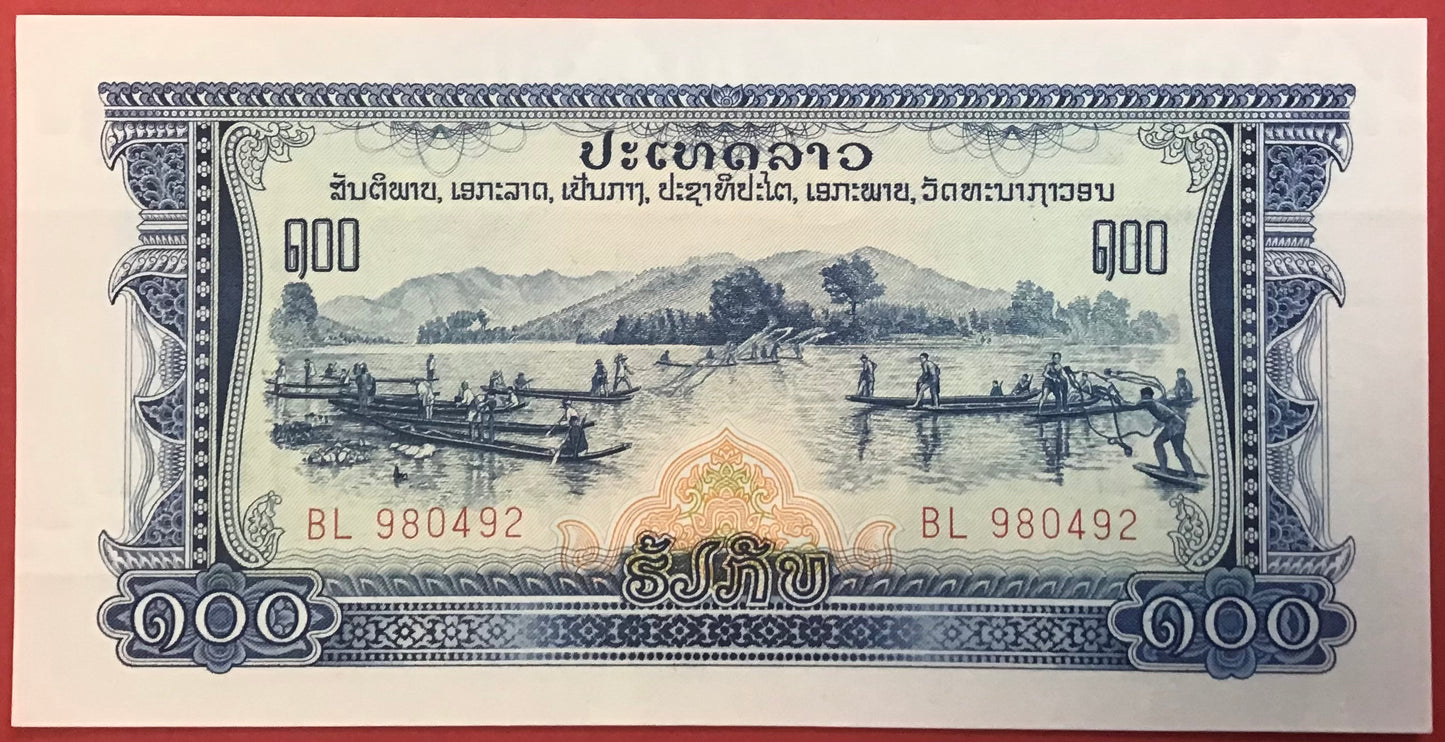 ປະເທດລາວ
ສັນຕິພາບ, ເອກະລາດ, ເປັນກາງ, ປະຊາທິປະໄຕ, ເອກະພາບ, ວັດທະນາຖາວອນ
໑໐໐ ໑໐໐
BL 980492 BL 980492
ຮ້ຽກີບ
໑໐໐ ໑໐໐